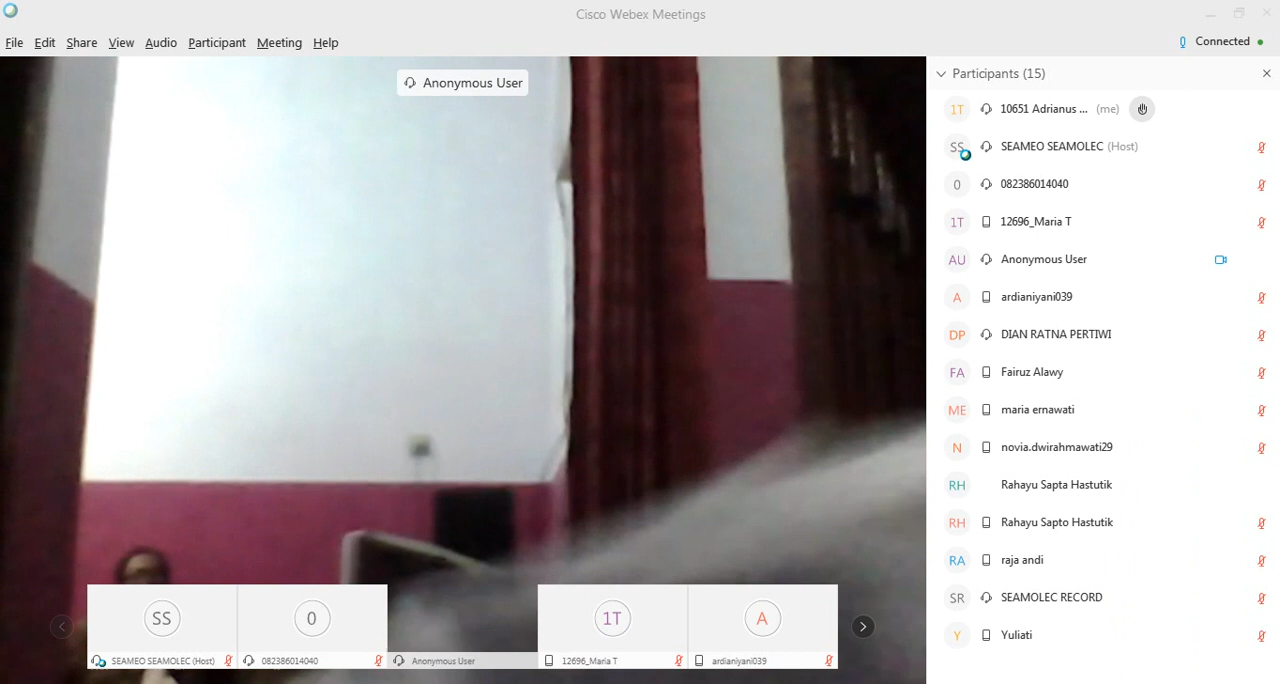 Cisco Webex Meetings
File Edit Share View Audio Participant Meeting Help
Connected
Anonymous User
Participants (15)
1T 10651 Adrianus ... (me)
SS SEAMEO SEAMOLEC (Host)
0 082386014040
1T 12696_Maria T
AU Anonymous User
A ardianiyani039
DP DIAN RATNA PERTIWI
FA Fairuz Alawy
ME maria ernawati
N novia.dwirahmawati29
RH Rahayu Sapta Hastutik
RH Rahayu Sapto Hastutik
RA raja andi
SR SEAMOLEC RECORD
Y Yuliati
SS 0 1T A
SEAMEO SEAMOLEC (Host) 082386014040 Anonymous User 12696_Maria T ardianiyani039